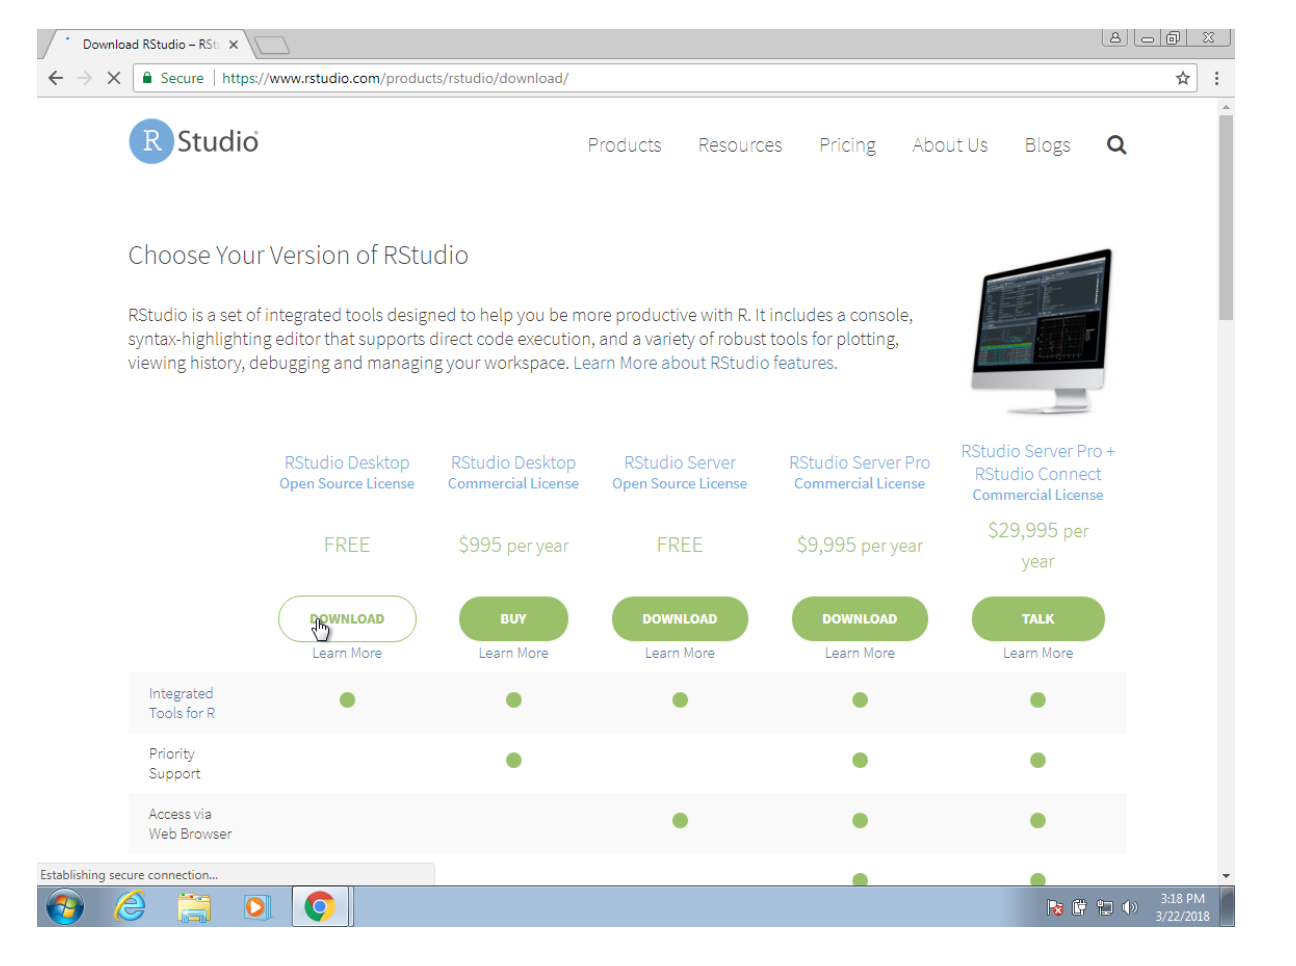 Download RStudio – RSt
Secure | https://www.rstudio.com/products/rstudio/download/
R Studio
Products Resources Pricing About Us Blogs
Choose Your Version of RStudio
RStudio is a set of integrated tools designed to help you be more productive with R. It includes a console,
syntax-highlighting editor that supports direct code execution, and a variety of robust tools for plotting,
viewing history, debugging and managing your workspace. Learn More about RStudio features.
RStudio Desktop
Open Source License
FREE
DOWNLOAD
Learn More
RStudio Desktop
Commercial License
$995 per year
BUY
Learn More
RStudio Server
Open Source License
FREE
DOWNLOAD
Learn More
RStudio Server Pro
Commercial License
$9,995 per year
DOWNLOAD
Learn More
RStudio Server Pro +
RStudio Connect
Commercial License
$29,995 per
year
TALK
Learn More
Integrated
Tools for R
Priority
Support
Access via
Web Browser
Establishing secure connection...
3:18 PM
3/22/2018